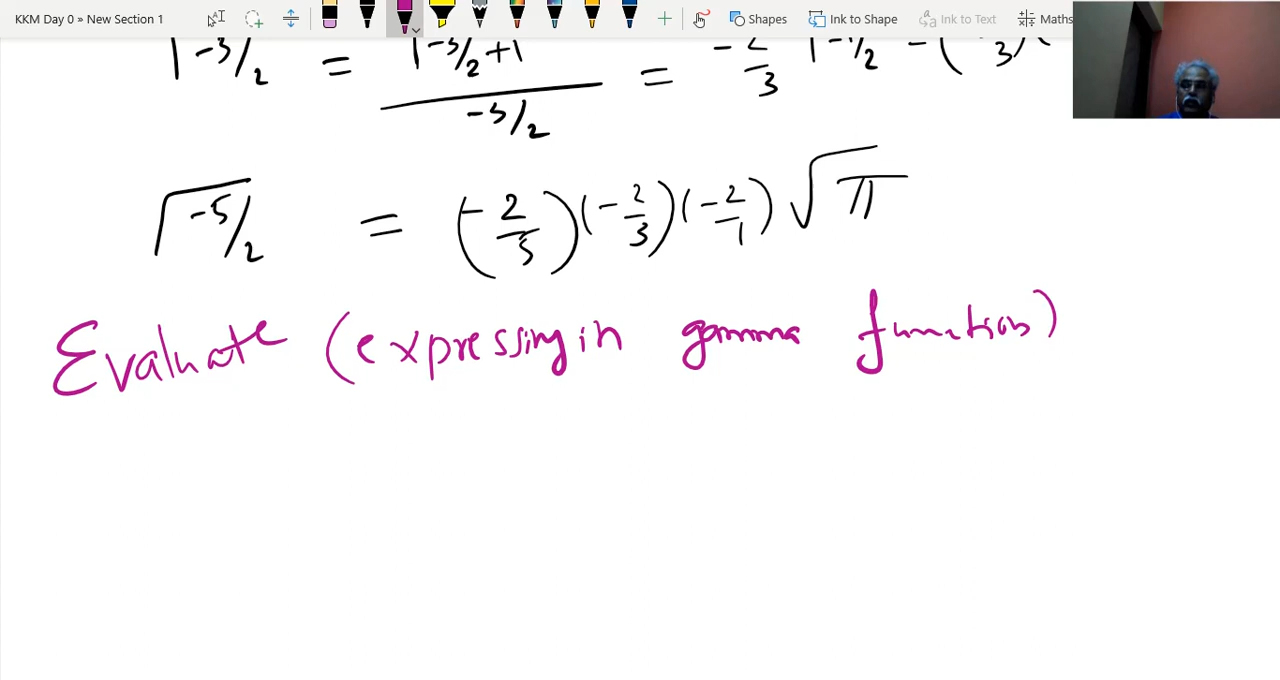 KKM Day 0 » New Section 1 Shapes Ink to Shape Ink to Text Maths
Γ-3/2 = Γ-3/2+1 / -3/2 = -2/3 Γ-1/2 = (
Γ-5/2 = (-2/5)(-2/3)(-2/1)√π
Evaluate (expressing in gamma function)